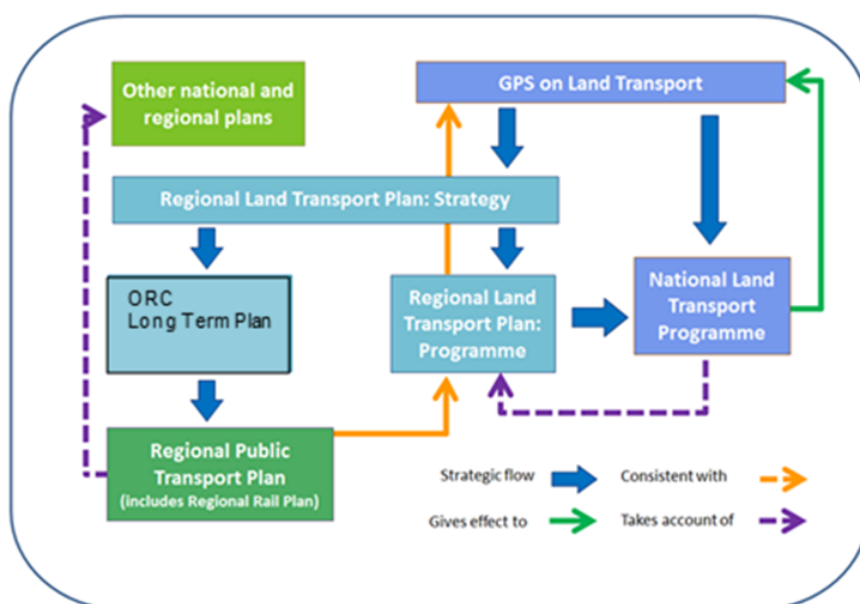 Other national and
regional plans
GPS on Land Transport
Regional Land Transport Plan: Strategy
ORC
Long Term Plan
Regional Land
Transport Plan:
Programme
National Land
Transport
Programme
Regional Public
Transport Plan
(includes Regional Rail Plan)
Strategic flow
Consistent with
Gives effect to
Takes account of